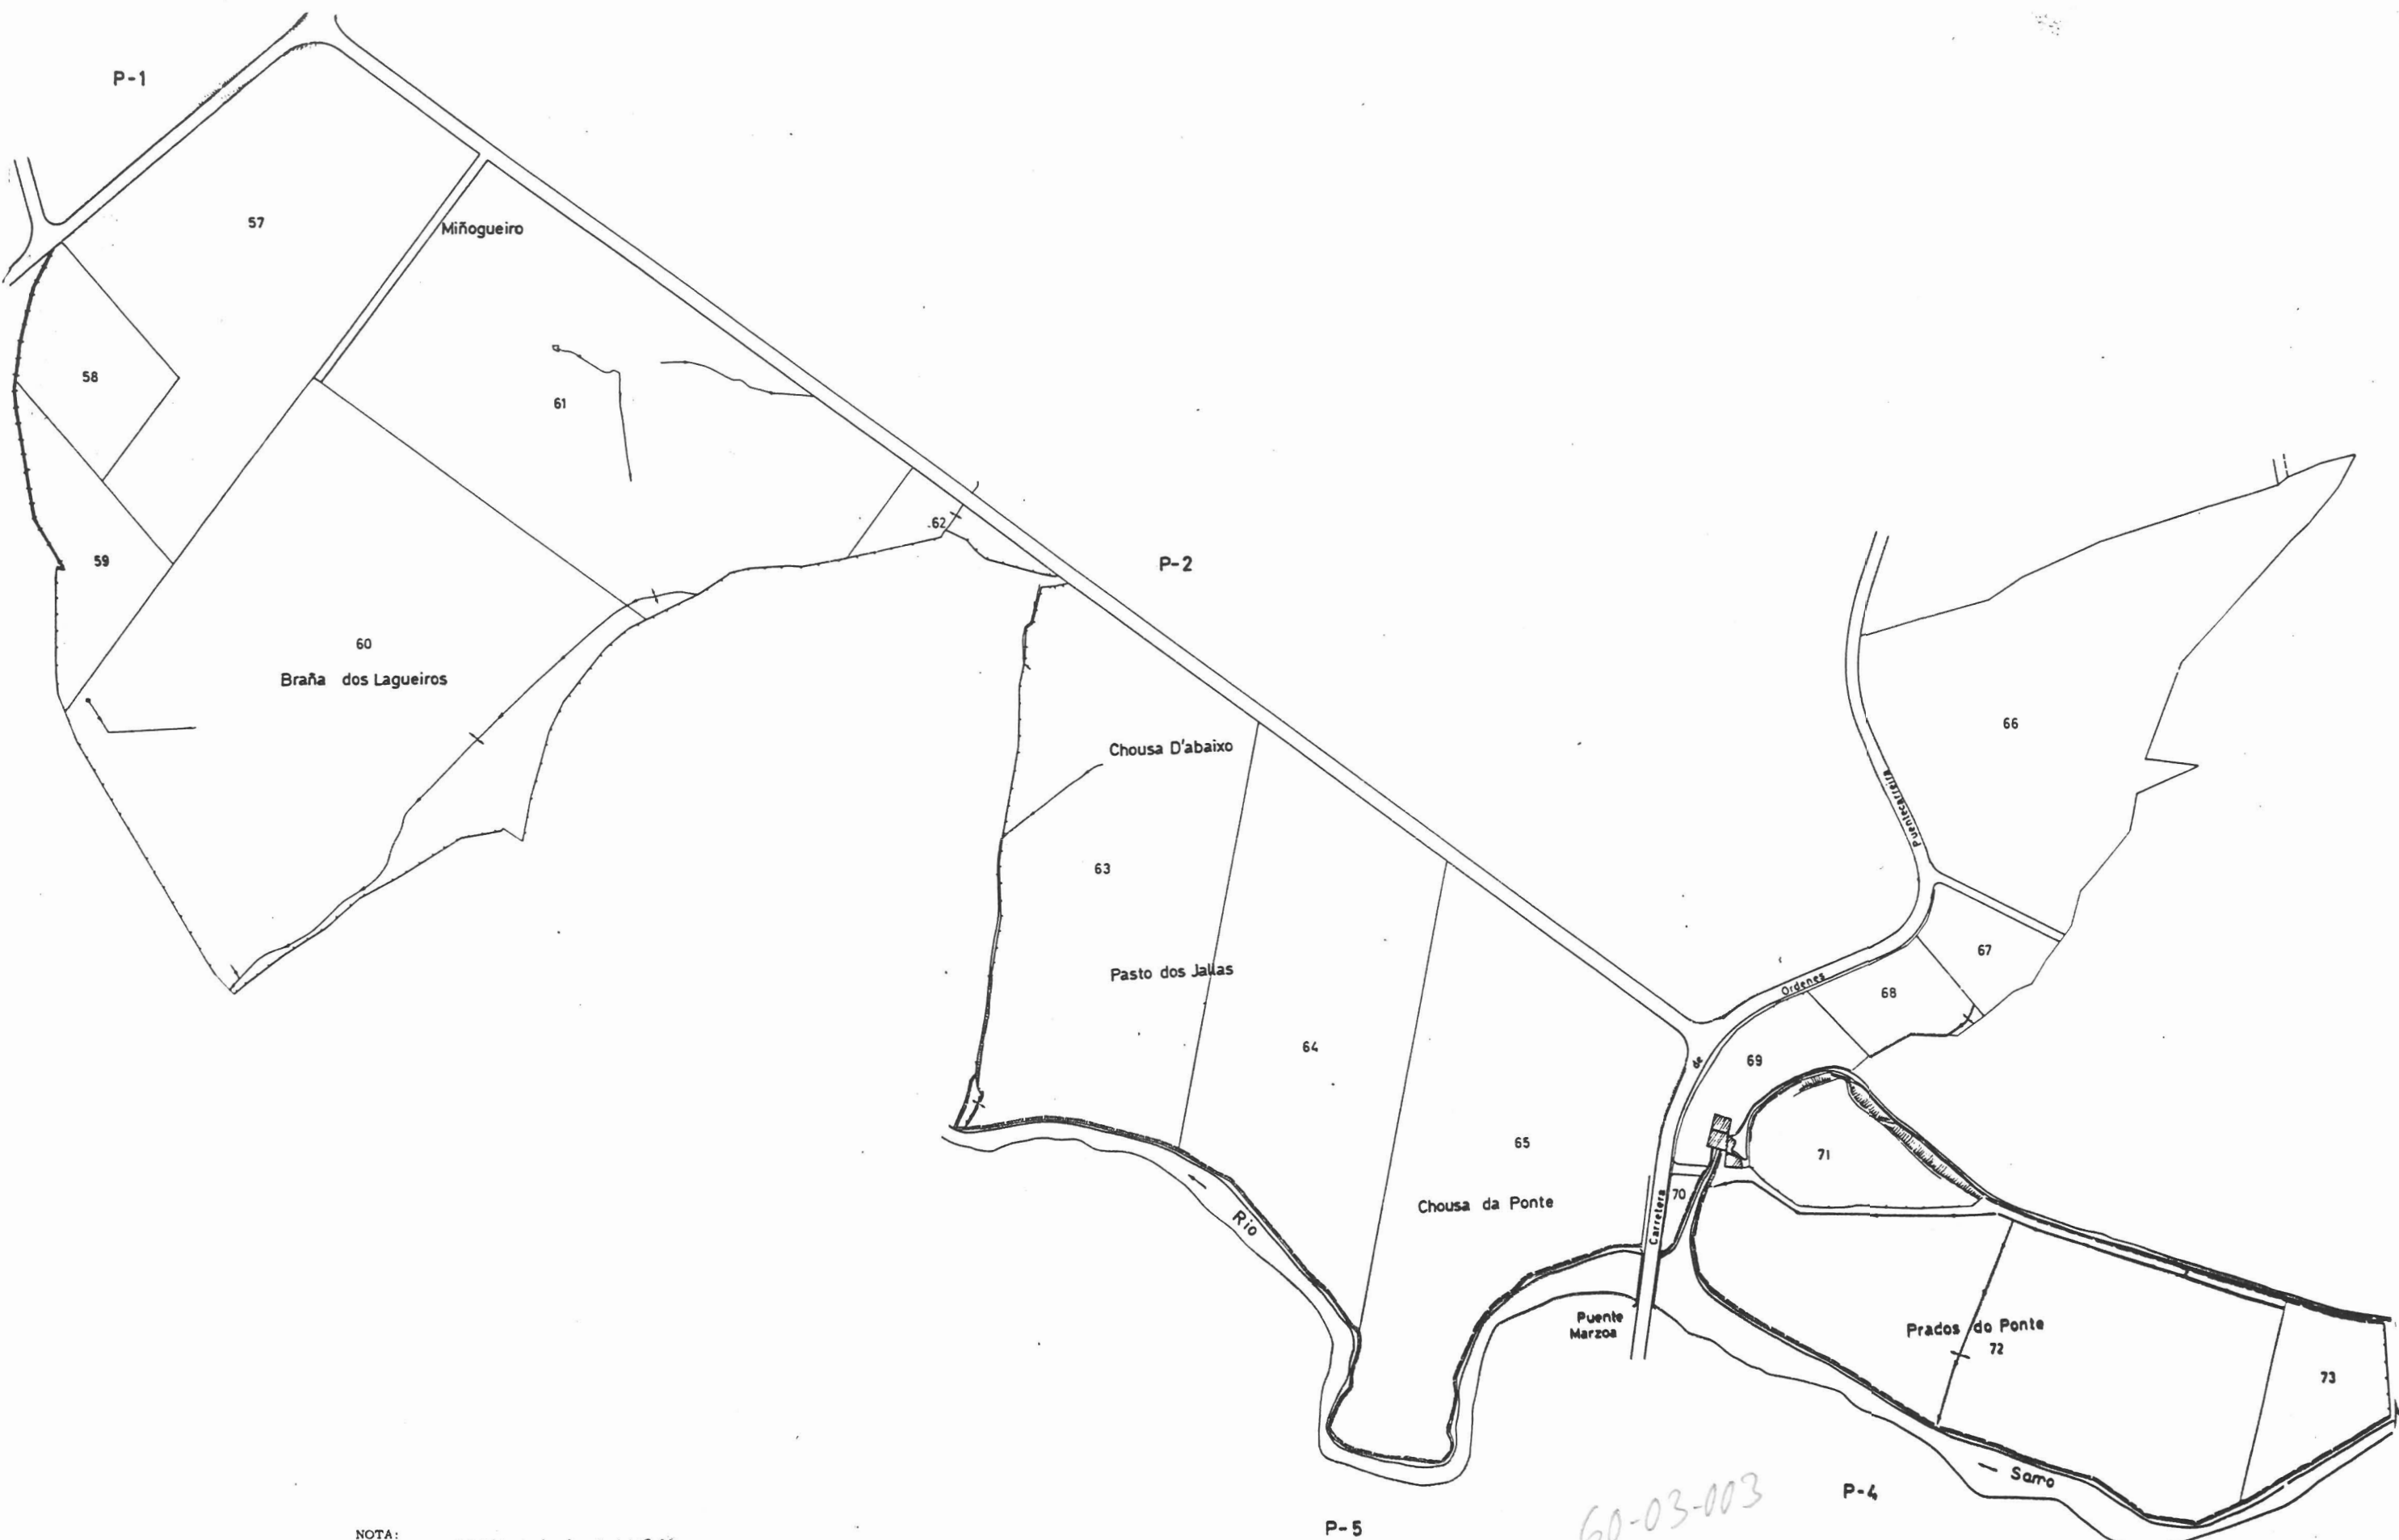 P-1
57
Miñogueiro
58
61
.62
59
P-2
60
Braña dos Lagueiros
66
Chousa D'abaixo
Puentecarreira
63
67
Pasto dos Jallas
Ordenes
68
64
de
69
65
71
70
Chousa da Ponte
Carretera
Rio
Puente
Marzoa
Prados do Ponte
72
73
Samo
P-4
60-03-003
P-5
NOTA: